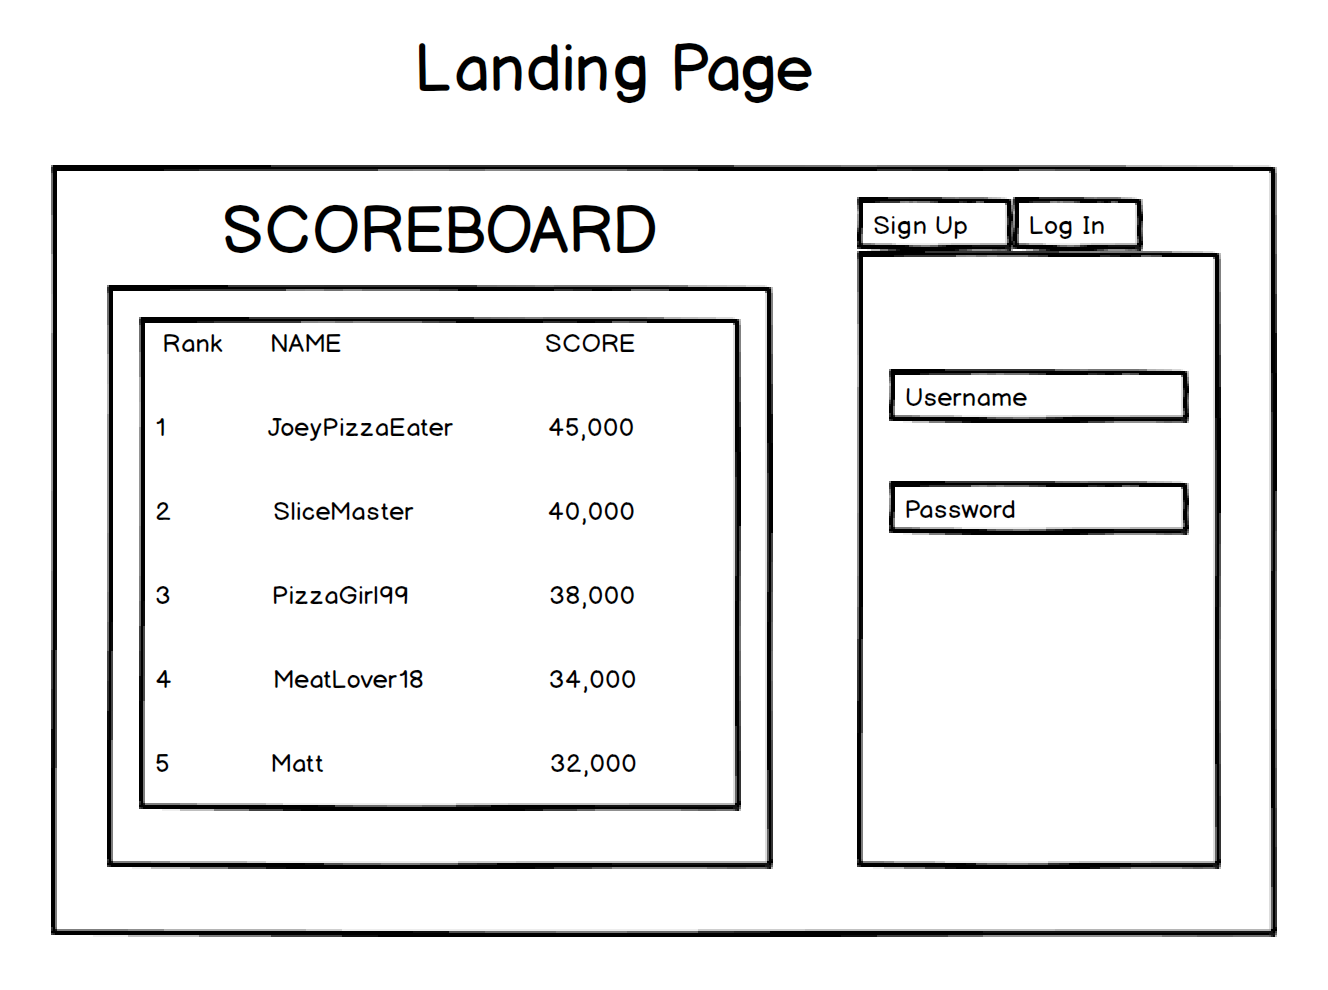 Landing Page
SCOREBOARD
Rank NAME SCORE
1 JoeyPizzaEater 45,000
2 SliceMaster 40,000
3 PizzaGirl99 38,000
4 MeatLover18 34,000
5 Matt 32,000
Sign Up Log In
Username
Password